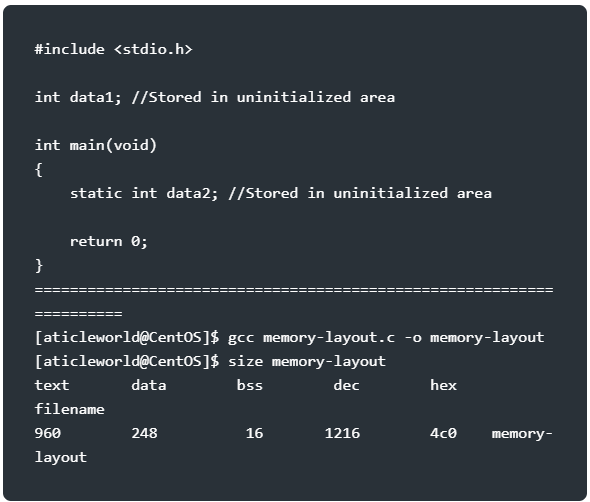 #include <stdio.h>
int data1; //Stored in uninitialized area
int main(void)
{
static int data2; //Stored in uninitialized area
return 0;
}
===========================================================
==========
[aticleworld@CentOS]$ gcc memory-layout.c -o memory-layout
[aticleworld@CentOS]$ size memory-layout
text data bss dec hex
filename
960 248 16 1216 4c0 memory-
layout